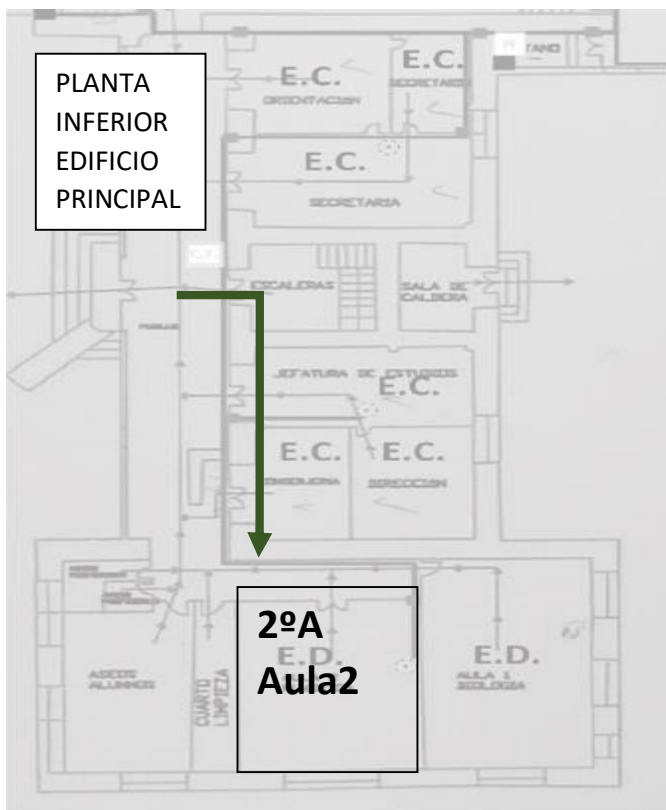 PLANTA
INFERIOR
EDIFICIO
PRINCIPAL
E.C.
ORIENTACION
E.C.
SECRETARIA
E.C.
SECRETARIA
ESCALERAS
SALA DE
CALDERA
JEFATURA DE ESTUDIOS
E.C.
E.C.
CONSERJERIA
E.C.
DIRECCION
2ºA
Aula2
E.D.
E.D.
AULA 1
BIOLOGIA
ASEOS
ALUMNOS
CUARTO
LIMPIEZA